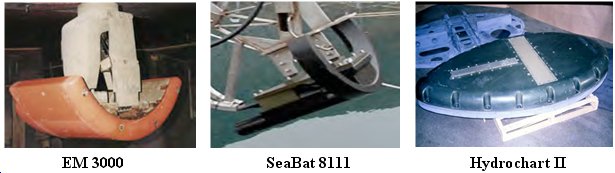 EM 3000
SeaBat 8111
Hydrochart II